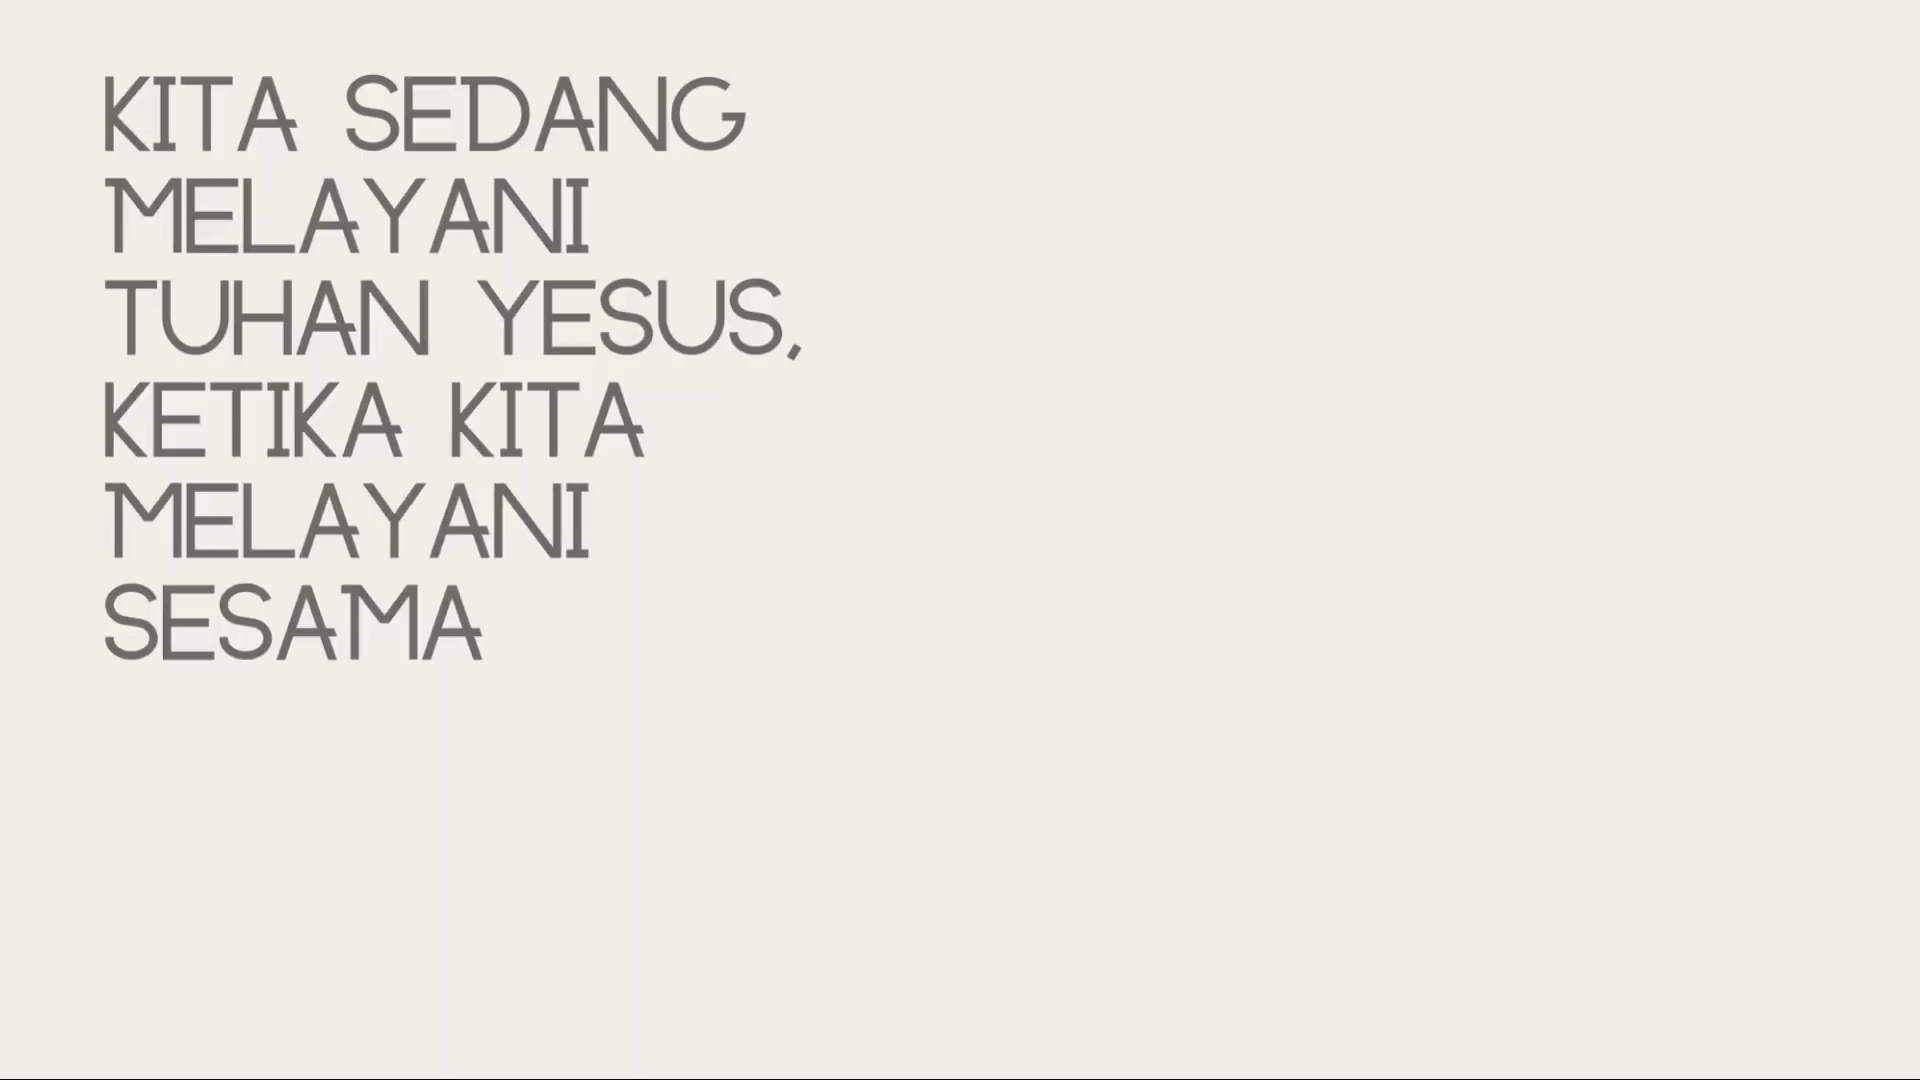 KITA SEDANG
MELAYANI
TUHAN YESUS,
KETIKA KITA
MELAYANI
SESAMA